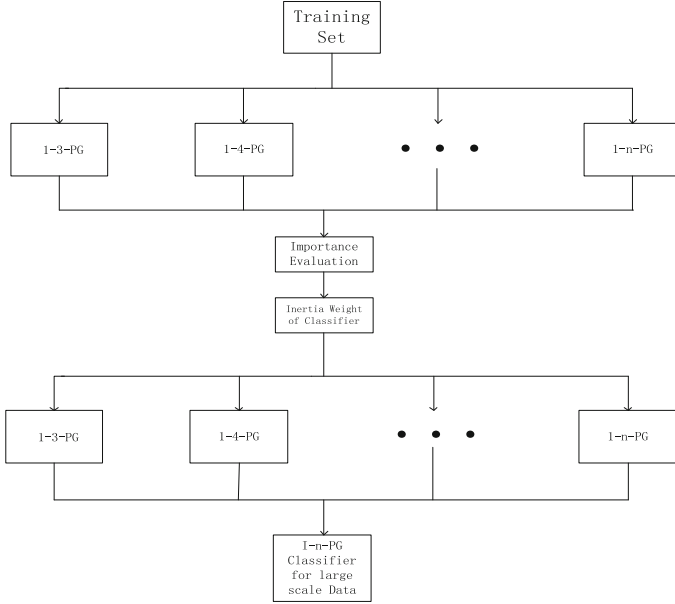 Training
Set
1-3-PG
1-4-PG
1-n-PG
Importance
Evaluation
Inertia Weight
of Classifier
1-3-PG
1-4-PG
1-n-PG
I-n-PG
Classifier
for large
scale Data